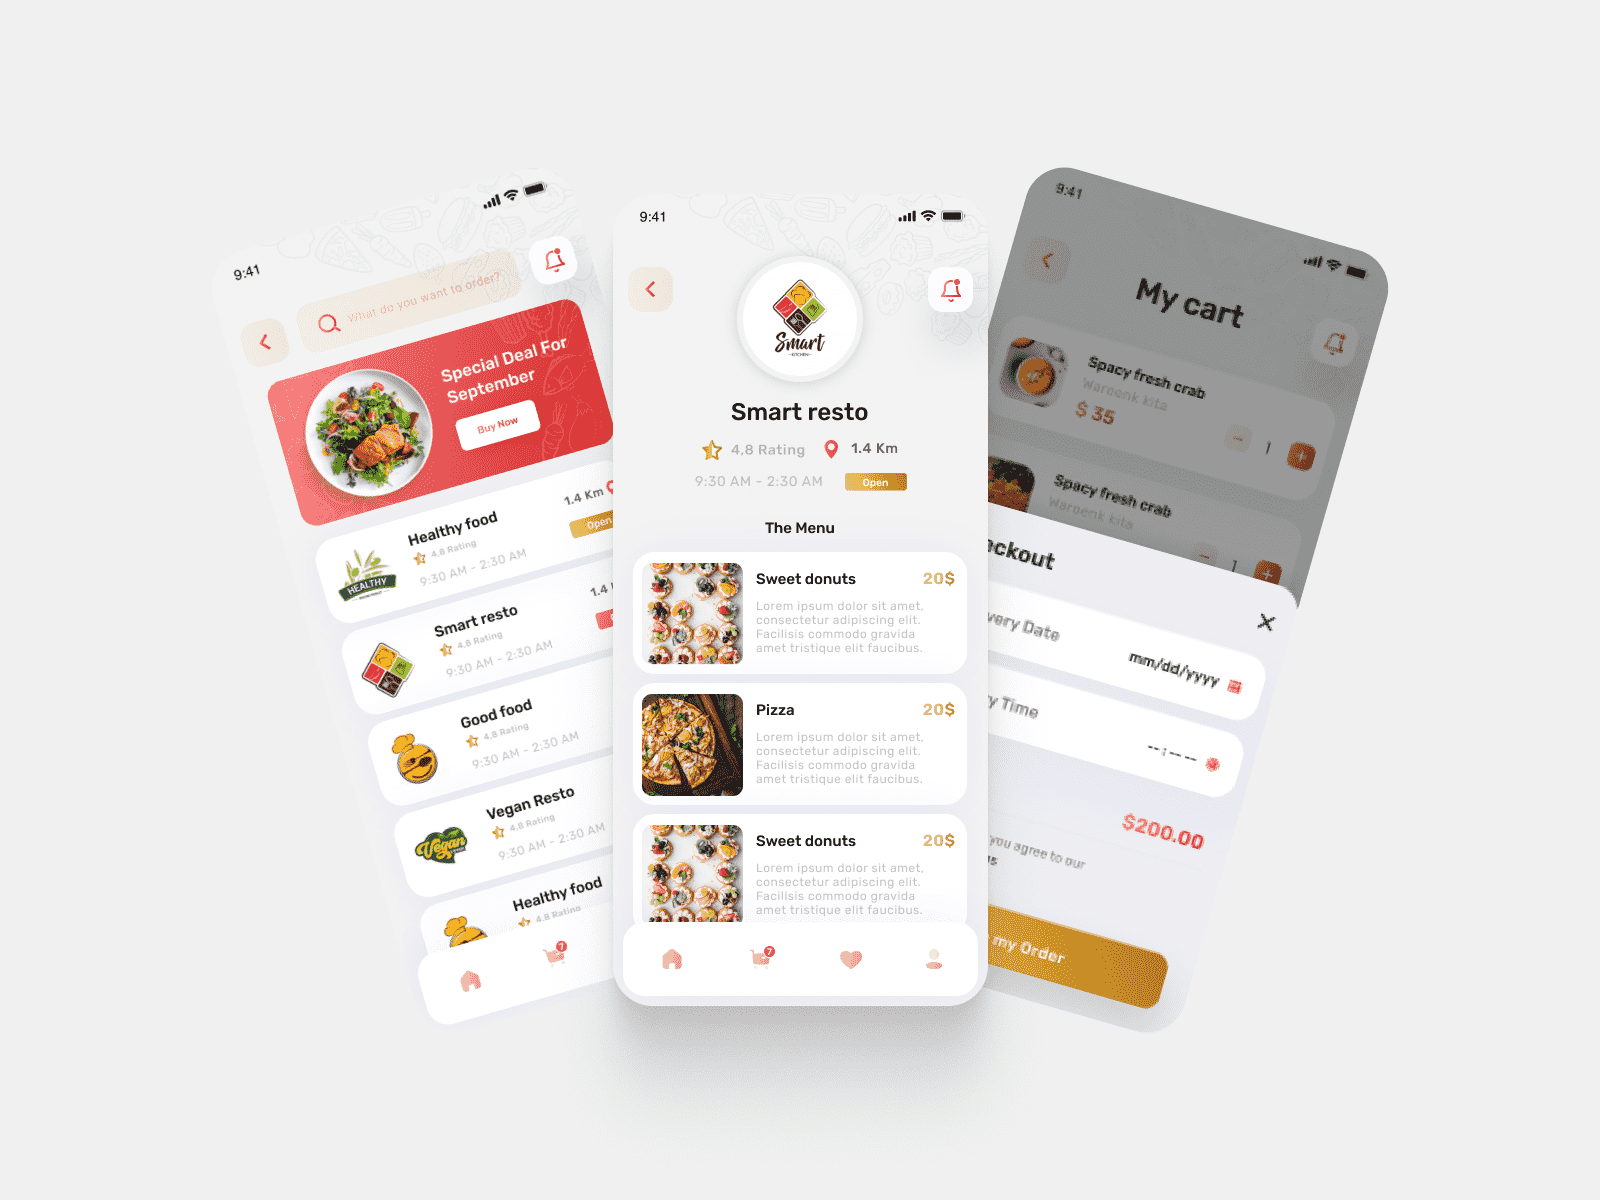 9:41
What do you want to order?
Special Deal For
September
Buy Now
Healthy food
4,8 Rating
9:30 AM - 2:30 AM
1.4 Km
Open
HEALTHY
Smart resto
4,8 Rating
9:30 AM - 2:30 AM
1.4
Good food
4,8 Rating
9:30 AM - 2:30 AM
Vegan Resto
4,8 Rating
9:30 AM - 2:30 AM
Vegan
Healthy food
4,8 Rating
7
9:41
Smart
KITCHEN
Smart resto
4,8 Rating
1.4 Km
9:30 AM - 2:30 AM
Open
The Menu
Sweet donuts
20$
Lorem ipsum dolor sit amet,
consectetur adipiscing elit.
Facilisis commodo gravida
amet tristique elit faucibus.
Pizza
20$
Lorem ipsum dolor sit amet,
consectetur adipiscing elit.
Facilisis commodo gravida
amet tristique elit faucibus.
Sweet donuts
20$
Lorem ipsum dolor sit amet,
consectetur adipiscing elit.
Facilisis commodo gravida
amet tristique elit faucibus.
7
9:41
My cart
Spacy fresh crab
Waroenk kita
$ 35
1
Spacy fresh crab
Waroenk kita
1
eckout
very Date
mm/dd/yyyy
y Time
--:-- --
$200.00
you agree to our
my Order